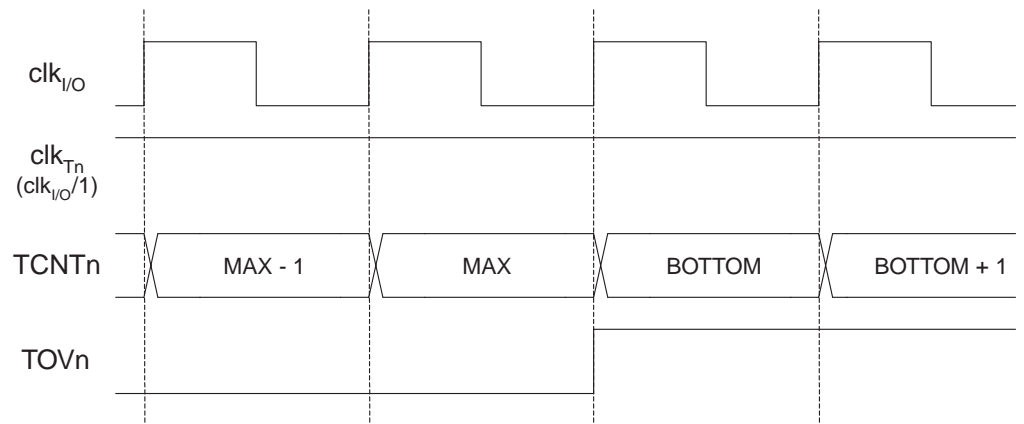 clkI/O
clkTn
(clkI/O/1)
TCNTn MAX - 1 MAX BOTTOM BOTTOM + 1
TOVn